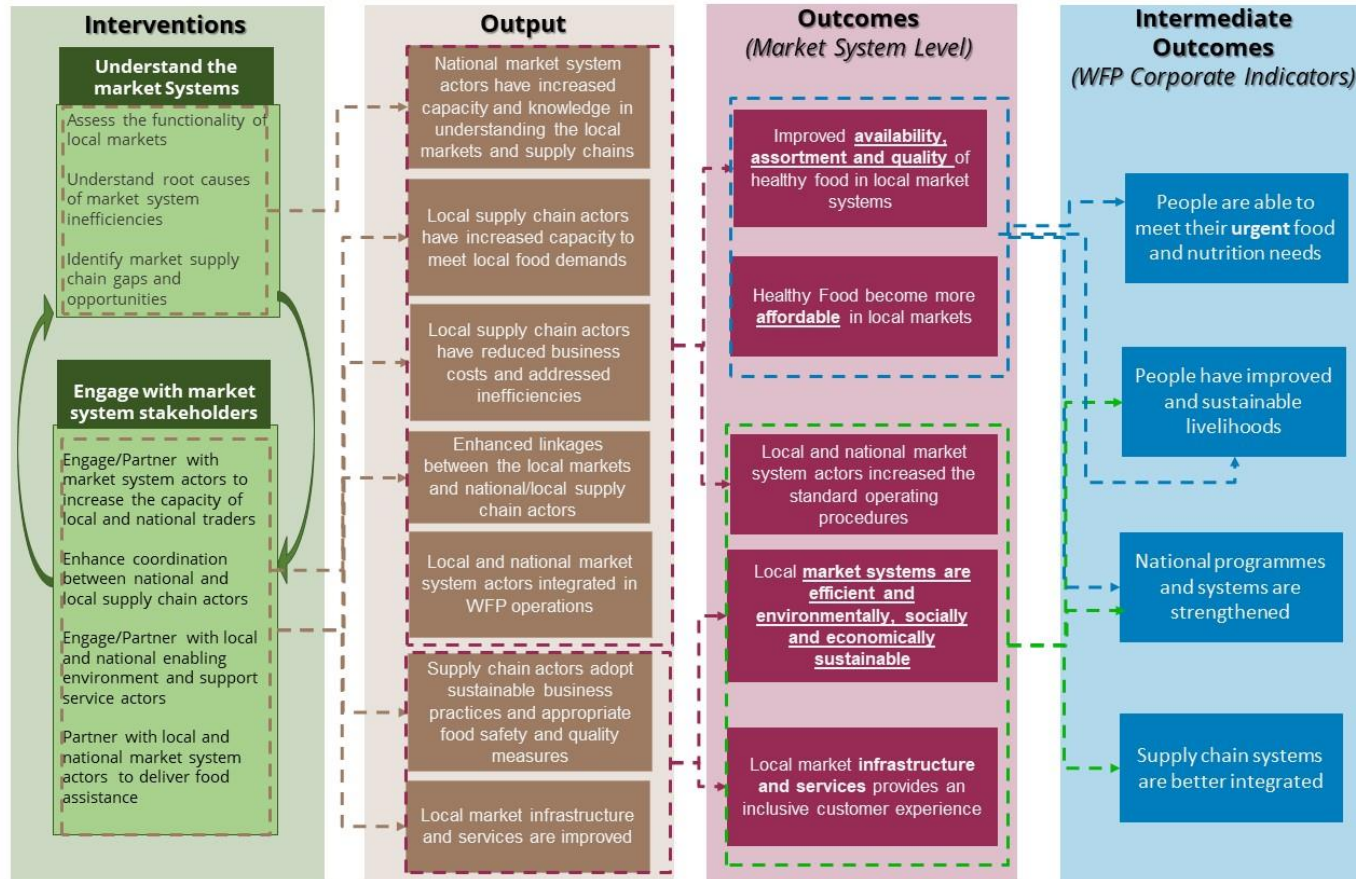 Interventions
Understand the
market Systems
Assess the functionality of
local markets
Understand root causes
of market system
inefficiencies
Identify market supply
chain gaps and
opportunities
Engage with market
system stakeholders
Engage/Partner with
market system actors to
increase the capacity of
local and national traders
Enhance coordination
between national and
local supply chain actors
Engage/Partner with local
and national enabling
environment and support
service actors
Partner with local and
national market system
actors to deliver food
assistance
Output
National market system
actors have increased
capacity and knowledge in
understanding the local
markets and supply chains
Local supply chain actors
have increased capacity to
meet local food demands
Local supply chain actors
have reduced business
costs and addressed
inefficiencies
Enhanced linkages
between the local markets
and national/local supply
chain actors
Local and national market
system actors integrated in
WFP operations
Supply chain actors adopt
sustainable business
practices and appropriate
food safety and quality
measures
Local market infrastructure
and services are improved
Outcomes
(Market System Level)
Improved availability,
assortment and quality of
healthy food in local market
systems
Healthy Food become more
affordable in local markets
Local and national market
system actors increased the
standard operating
procedures
Local market systems are
efficient and
environmentally, socially
and economically
sustainable
Local market infrastructure
and services provides an
inclusive customer experience
Intermediate
Outcomes
(WFP Corporate Indicators)
People are able to
meet their urgent food
and nutrition needs
People have improved
and sustainable
livelihoods
National programmes
and systems are
strengthened
Supply chain systems
are better integrated